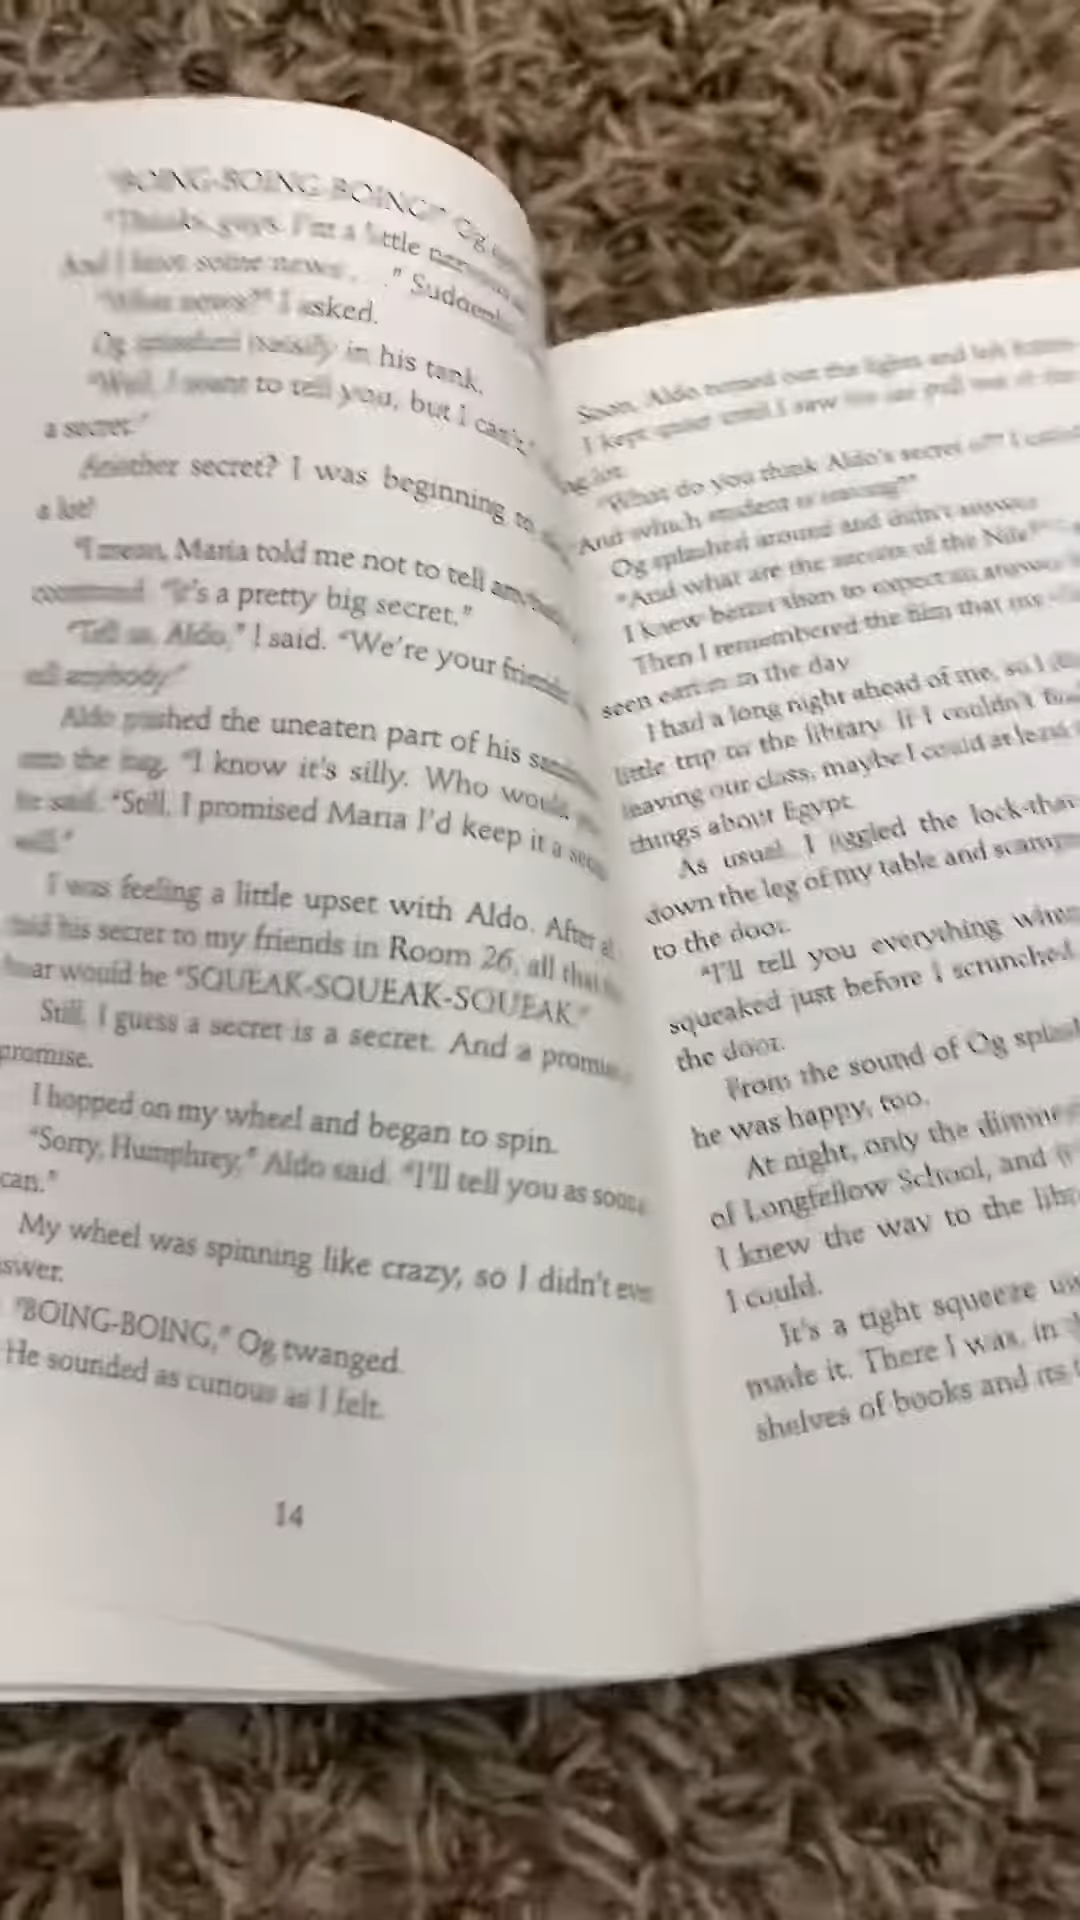 "BOING-BOING-BOING!" Og
"Thanks, guys. I'm a little
And I have some news . . ." Suddenly
"What news?" I asked.
Og splashed noisily in his tank.
"Well, I want to tell you, but I can't.
a secret."
Another secret? I was beginning to
a lot!
"I mean, Maria told me not to tell anybody,
"It's a pretty big secret."
"Tell us, Aldo," I said. "We're your friends
tell anybody."
Aldo pushed the uneaten part of his
into the bag. "I know it's silly. Who would
he said. "Still, I promised Maria I'd keep it a secret
will."
I was feeling a little upset with Aldo. After
told his secret to my friends in Room 26, all
hear would be "SQUEAK-SQUEAK-SQUEAK."
Still, I guess a secret is a secret. And a promise
promise.
I hopped on my wheel and began to spin.
"Sorry, Humphrey," Aldo said. "I'll tell you as soon
can."
My wheel was spinning like crazy, so I didn't even
swer.
"BOING-BOING," Og twanged.
He sounded as curious as I felt.
14
Soon, Aldo turned out the lights and left
I kept quiet until I saw his car pull out of the
ing lot.
"What do you think Aldo's secret is?" I
"And which student is leaving?"
Og splashed around and didn't answer.
"And what are the secrets of the Nile?"
I knew better than to expect an answer
Then I remembered the film that my
seen earlier in the day.
I had a long night ahead of me, so I
little trip to the library. If I couldn't
leaving our class, maybe I could at least
things about Egypt.
As usual, I jiggled the lock-tha
down the leg of my table and
to the door.
"I'll tell you everything
squeaked just before I scrunched
the door.
From the sound of Og
he was happy, too.
At night, only the
of Longfellow School, and
I knew the way to the
I could.
It's a tight squeeze
made it. There I was, in
shelves of books and its